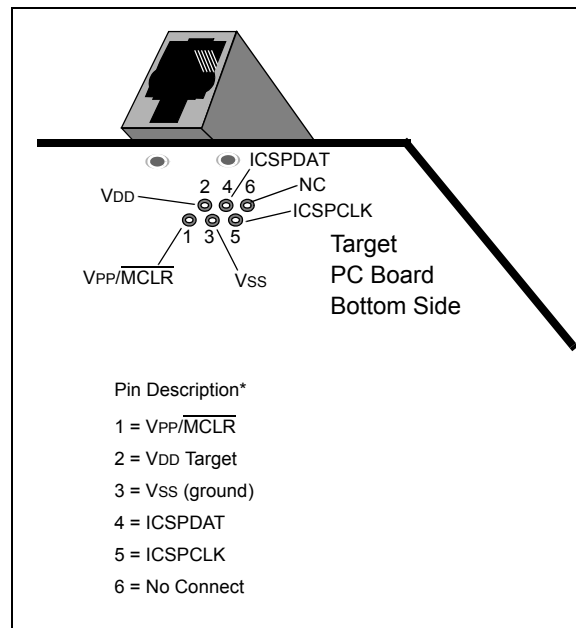 ICSPDAT
2 4 6 NC
VDD
ICSPCLK
1 3 5
Target
VPP/MCLR
VSS
PC Board
Bottom Side
Pin Description*
1 = VPP/MCLR
2 = VDD Target
3 = VSS (ground)
4 = ICSPDAT
5 = ICSPCLK
6 = No Connect